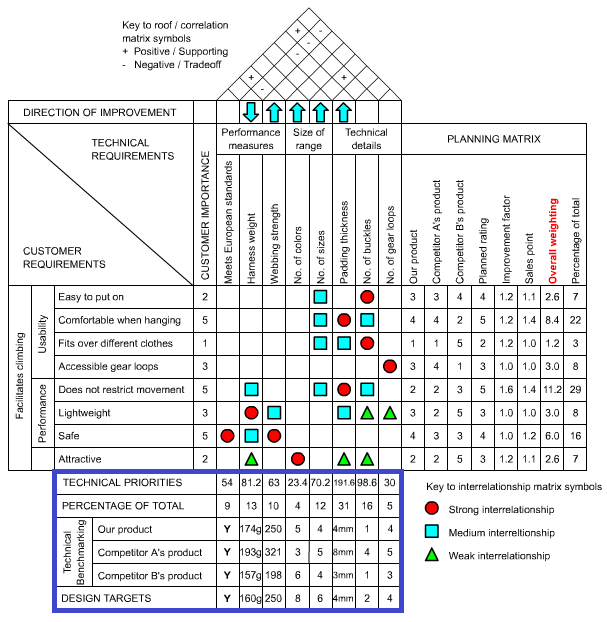 Key to roof / correlation
matrix symbols
+ Positive / Supporting
- Negative / Tradeoff
+
-
+
-
+
-
+
DIRECTION OF IMPROVEMENT
TECHNICAL
REQUIREMENTS
CUSTOMER
REQUIREMENTS
CUSTOMER IMPORTANCE
Performance
measures
Size of
range
Technical
details
PLANNING MATRIX
Meets European standards
Harness weight
Webbing strength
No. of colors
No. of sizes
Padding thickness
No. of buckles
No. of gear loops
Our product
Competitor A's product
Competitor B's product
Planned rating
Improvement factor
Sales point
Overall weighting
Percentage of total
Facilitates climbing
Usability
Easy to put on 2 3 3 4 4 1.2 1.1 2.6 7
Comfortable when hanging 5 4 4 2 5 1.2 1.4 8.4 22
Fits over different clothes 1 1 1 5 2 1.2 1.0 1.2 3
Accessible gear loops 3 3 4 1 3 1.0 1.0 3.0 8
Performance
Does not restrict movement 5 2 2 3 5 1.6 1.4 11.2 29
Lightweight 3 3 2 5 3 1.0 1.0 3.0 8
Safe 5 4 3 3 4 1.0 1.2 6.0 16
Attractive 2 2 2 5 3 1.2 1.1 2.6 7
TECHNICAL PRIORITIES 54 81.2 63 23.4 70.2 191.6 98.6 30
PERCENTAGE OF TOTAL 9 13 10 4 12 31 16 5
Technical
Benchmarking
Our product Y 174g 250 5 4 4mm 1 4
Competitor A's product Y 193g 321 3 5 8mm 4 5
Competitor B's product Y 157g 198 6 4 3mm 1 3
DESIGN TARGETS Y 160g 250 8 6 4mm 2 4
Key to interrelationship matrix symbols
Strong interrelationship
Medium interreltionship
Weak interrelationship